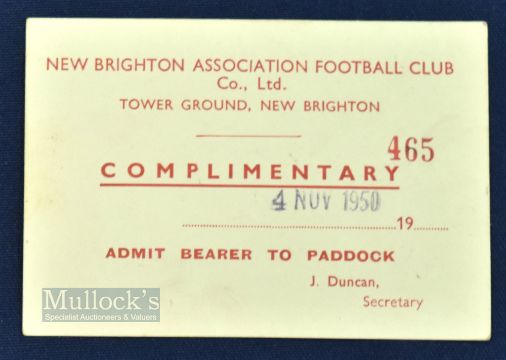 NEW BRIGHTON ASSOCIATION FOOTBALL CLUB
Co., Ltd.
TOWER GROUND, NEW BRIGHTON
465
COMPLIMENTARY
4 NOV 1950
19
ADMIT BEARER TO PADDOCK
J. Duncan,
Secretary
Mullock's
Specialist Auctioneers & Valuers